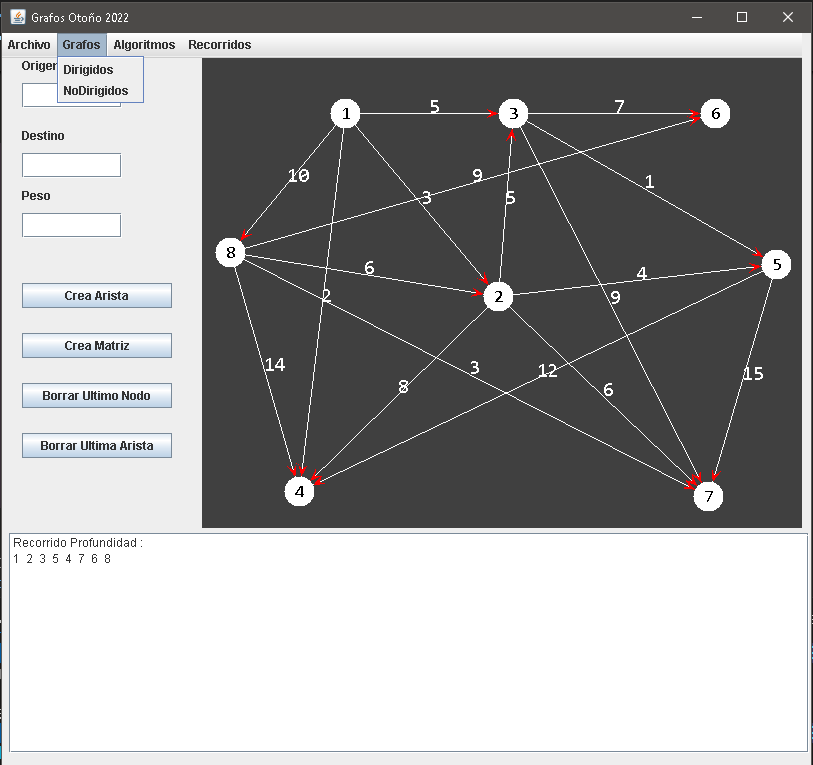 Grafos Otoño 2022
Archivo Grafos Algoritmos Recorridos
Dirigidos
NoDirigidos
Origen
Destino
Peso
Crea Arista
Crea Matriz
Borrar Ultimo Nodo
Borrar Ultima Arista
1 5 3 7 6
10 9 3 5 1
8 6 2 4 5
2 9
14 8 3 12 6 15
4 7
Recorrido Profundidad :
1 2 3 5 4 7 6 8